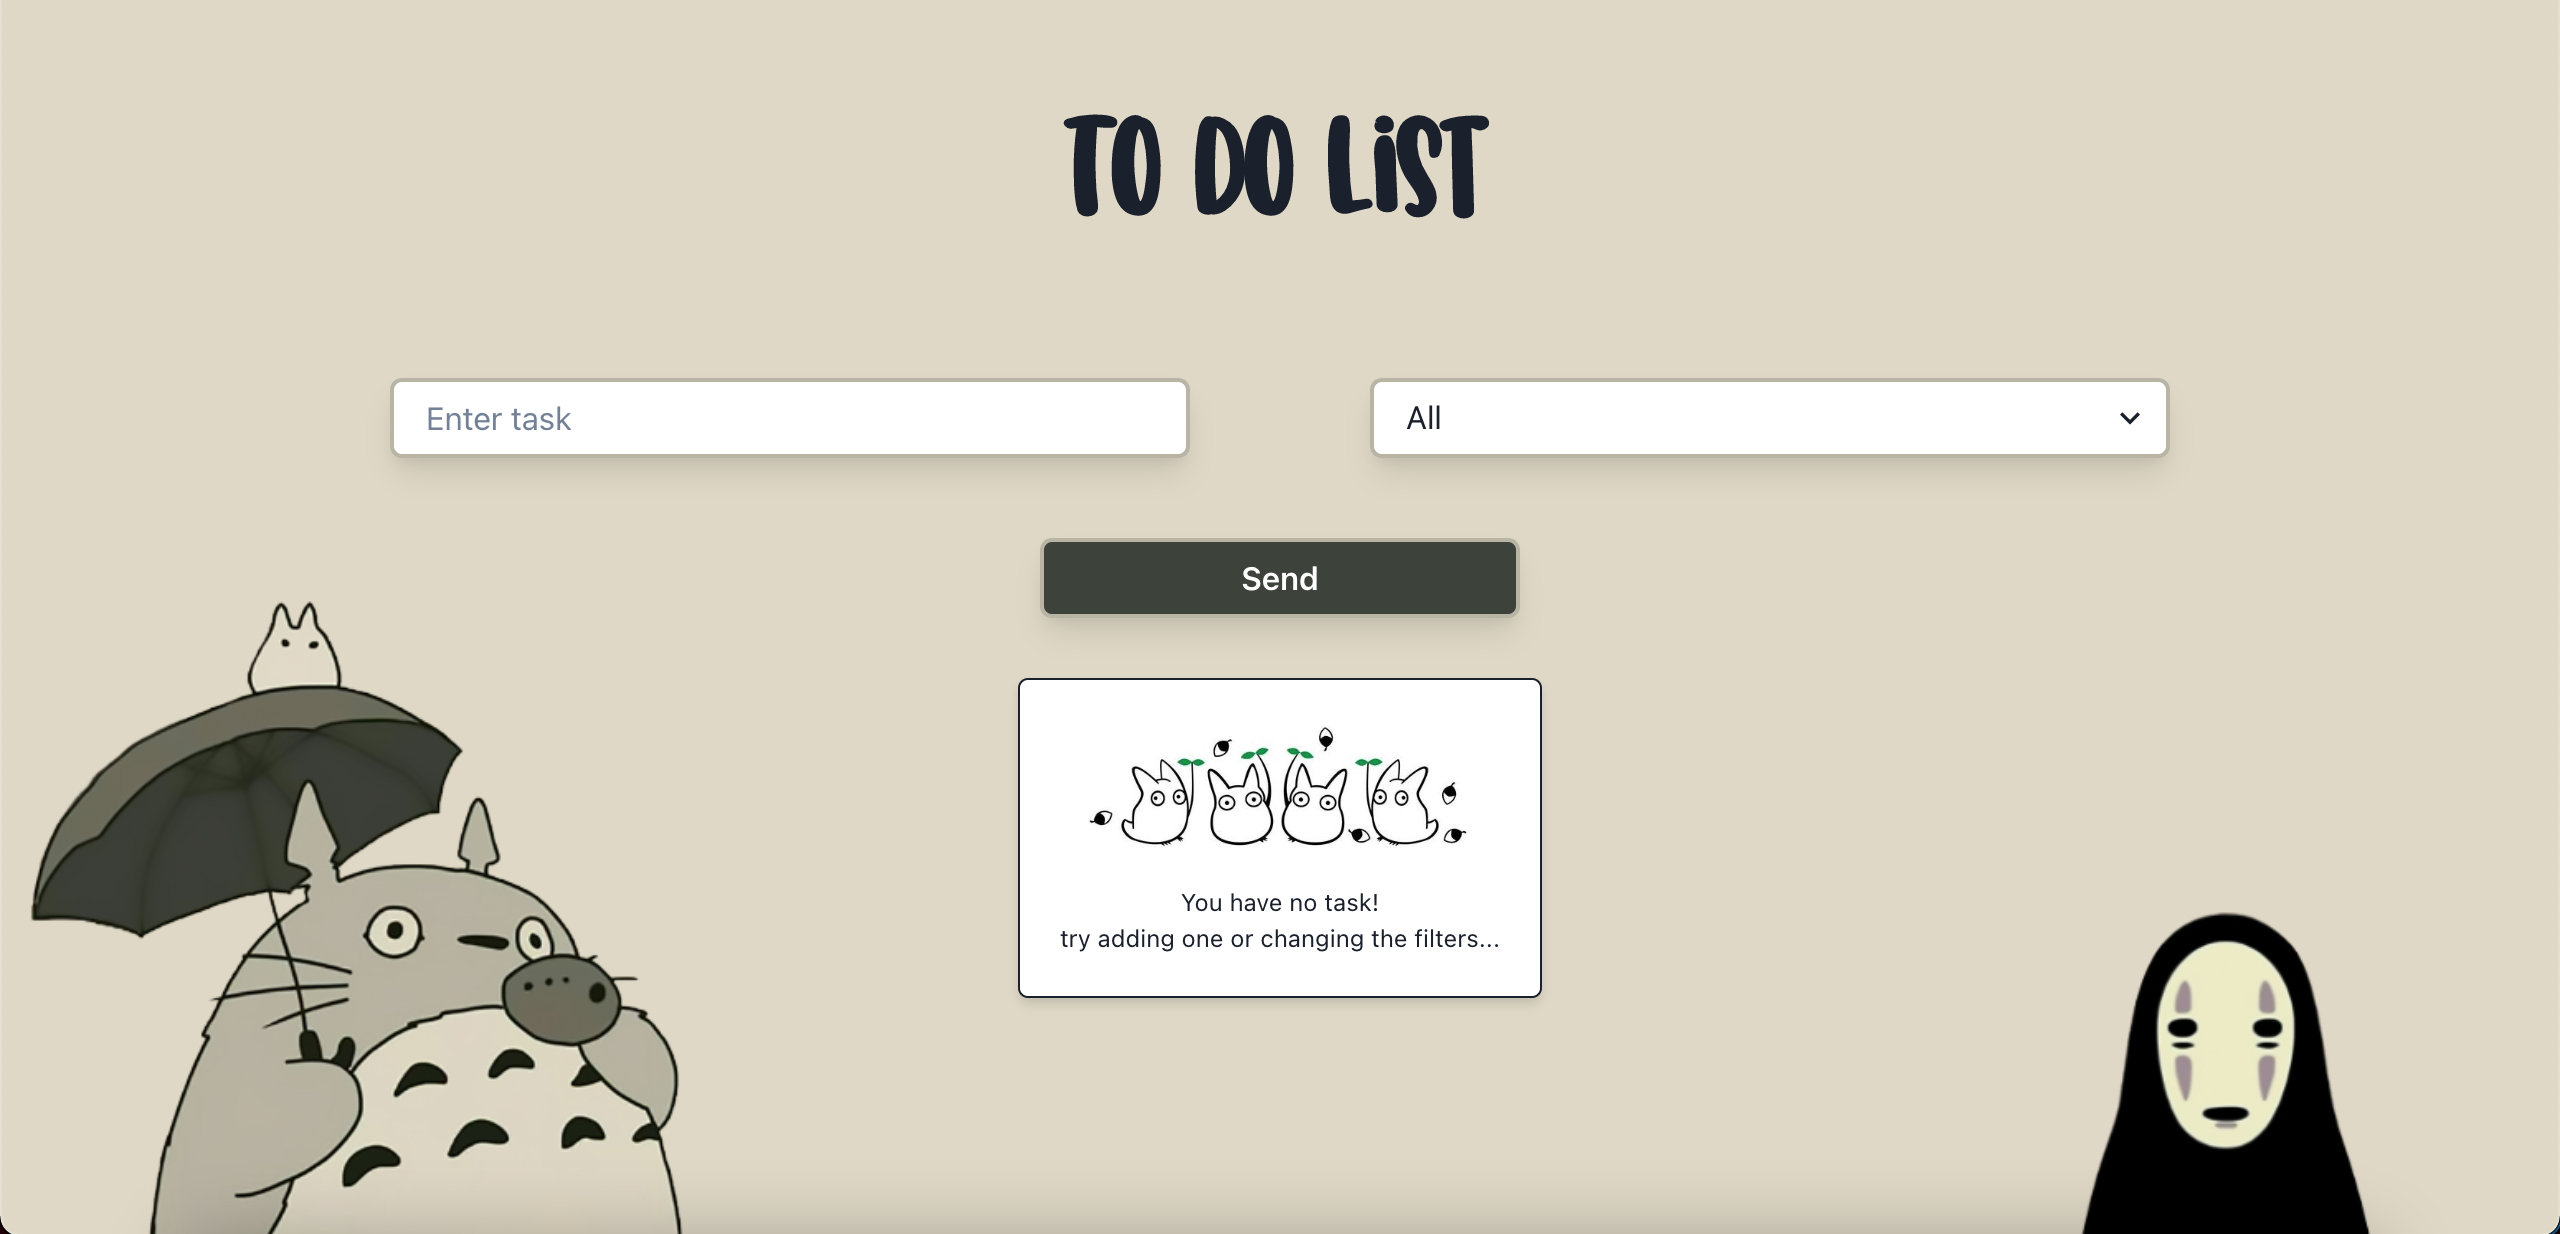 TO DO LiST
Enter task
All
Send
You have no task!
try adding one or changing the filters...